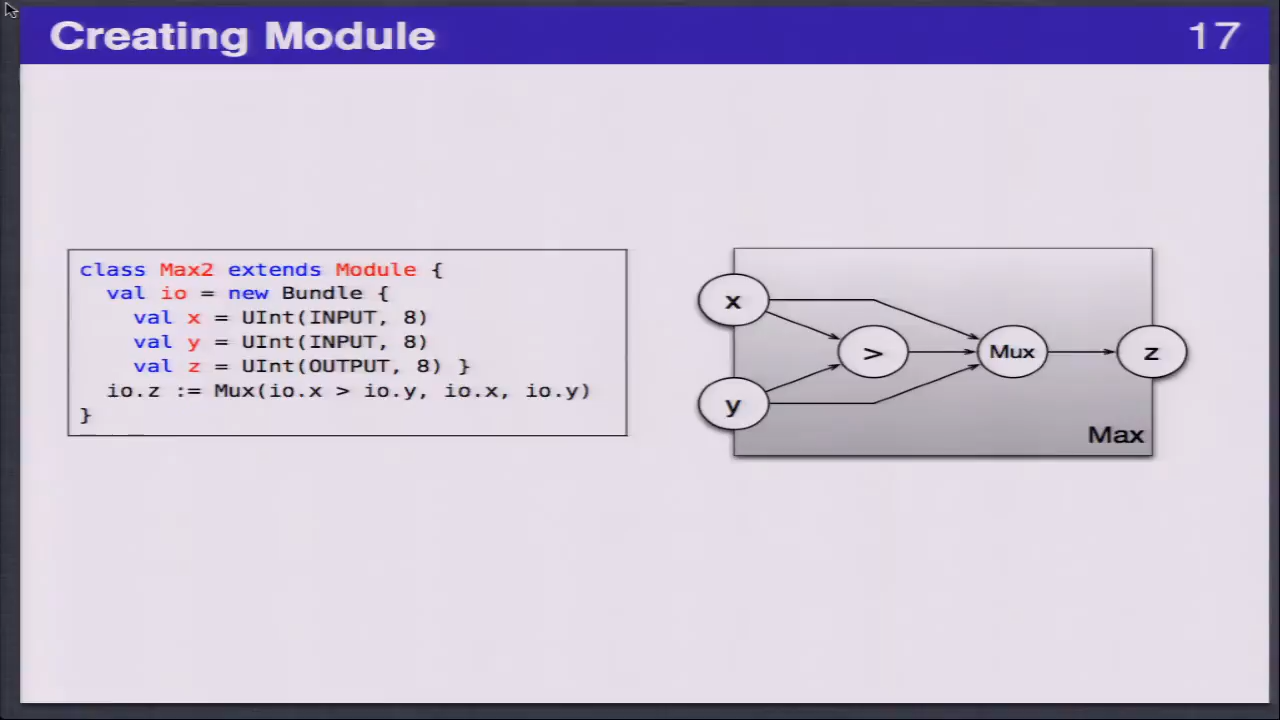 Creating Module
17
class Max2 extends Module {
  val io = new Bundle {
    val x = UInt(INPUT, 8)
    val y = UInt(INPUT, 8)
    val z = UInt(OUTPUT, 8) }
  io.z := Mux(io.x > io.y, io.x, io.y)
}
x
>
Mux
z
y
Max